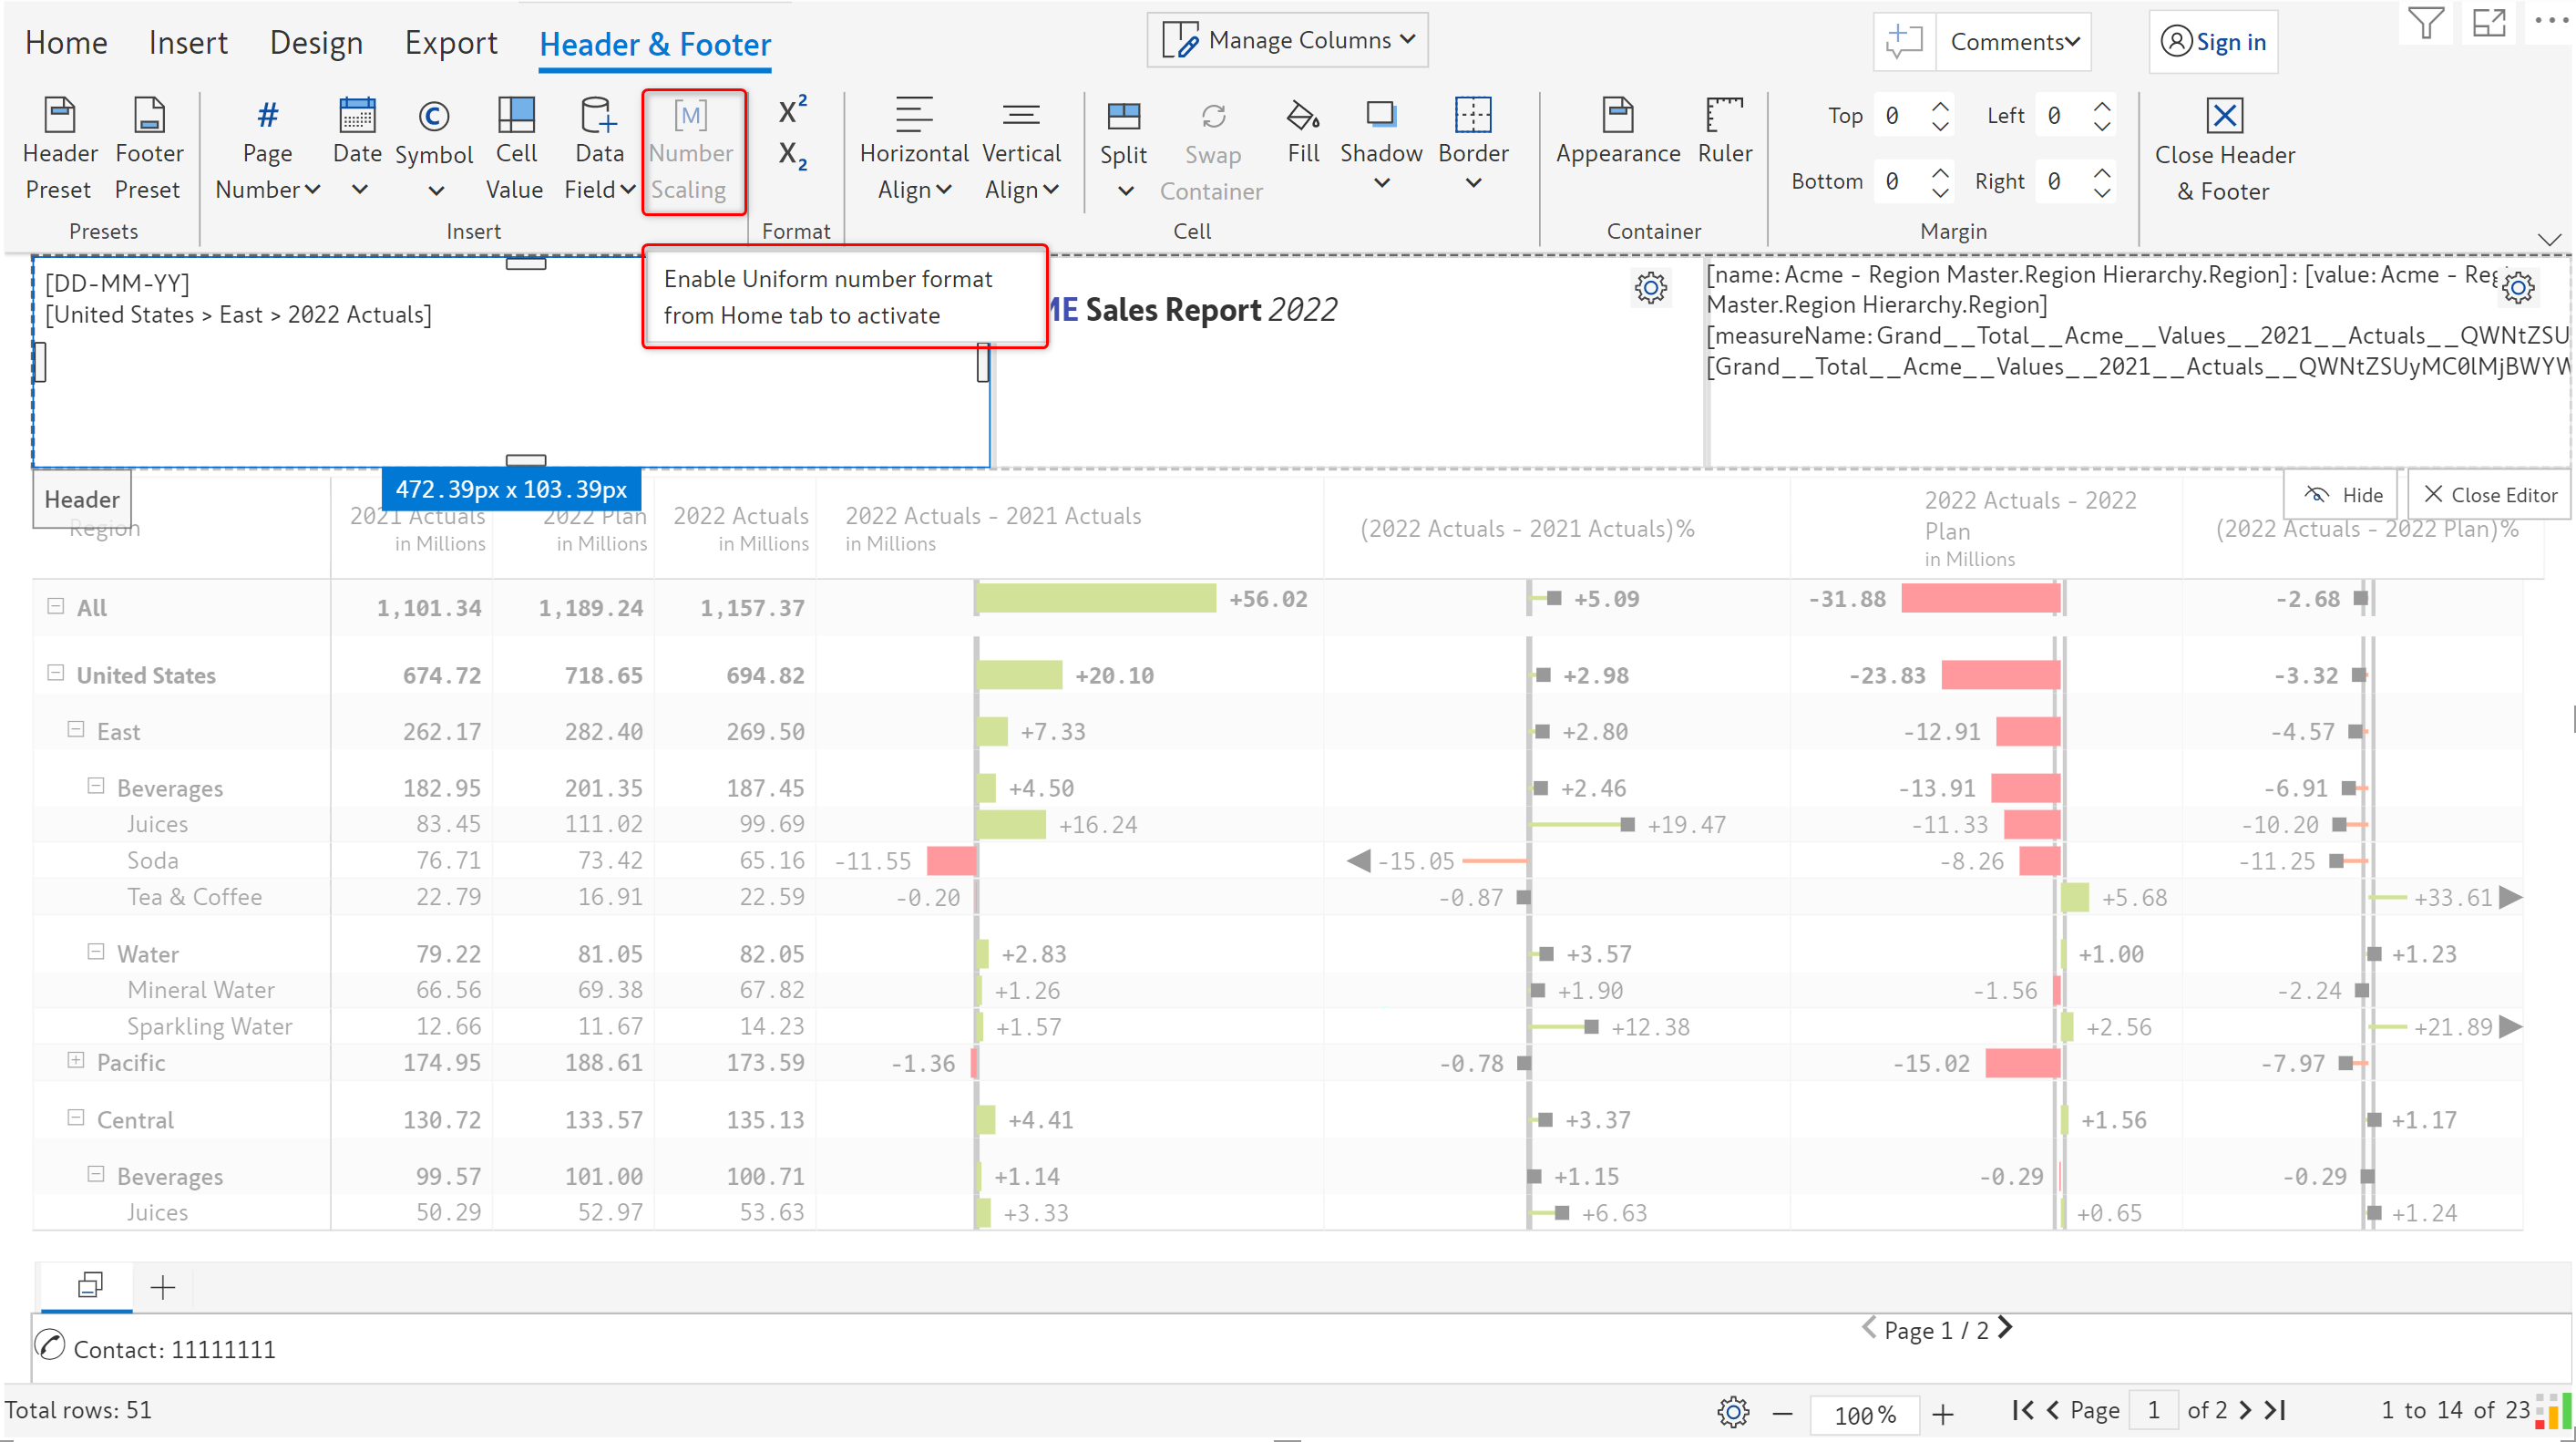 Home Insert Design Export Header & Footer Manage Columns Comments Sign in
Header Preset Footer Preset Presets
# Page Number Date Symbol Cell Value Data Field [M] Number Scaling Insert
X² X₂ Format
Horizontal Align Vertical Align Split Swap Container Fill Shadow Border Cell
Appearance Ruler Container
Top 0 Left 0
Bottom 0 Right 0
Margin
Close Header & Footer
[DD-MM-YY]
[United States > East > 2022 Actuals]
Enable Uniform number format
from Home tab to activate
ME Sales Report 2022
[name: Acme - Region Master.Region Hierarchy.Region] : [value: Acme - Reg
Master.Region Hierarchy.Region]
[measureName: Grand__Total__Acme__Values__2021__Actuals__QWNtZSU
[Grand__Total__Acme__Values__2021__Actuals__QWNtZSUyMC0lMjBWYW
Header
472.39px x 103.39px
Hide Close Editor
Region
2021 Actuals in Millions
2022 Plan in Millions
2022 Actuals in Millions
2022 Actuals - 2021 Actuals in Millions
(2022 Actuals - 2021 Actuals)%
2022 Actuals - 2022 Plan in Millions
(2022 Actuals - 2022 Plan)%
All 1,101.34 1,189.24 1,157.37 +56.02 +5.09 -31.88 -2.68
United States 674.72 718.65 694.82 +20.10 +2.98 -23.83 -3.32
East 262.17 282.40 269.50 +7.33 +2.80 -12.91 -4.57
Beverages 182.95 201.35 187.45 +4.50 +2.46 -13.91 -6.91
Juices 83.45 111.02 99.69 +16.24 +19.47 -11.33 -10.20
Soda 76.71 73.42 65.16 -11.55 -15.05 -8.26 -11.25
Tea & Coffee 22.79 16.91 22.59 -0.20 -0.87 +5.68 +33.61
Water 79.22 81.05 82.05 +2.83 +3.57 +1.00 +1.23
Mineral Water 66.56 69.38 67.82 +1.26 +1.90 -1.56 -2.24
Sparkling Water 12.66 11.67 14.23 +1.57 +12.38 +2.56 +21.89
Pacific 174.95 188.61 173.59 -1.36 -0.78 -15.02 -7.97
Central 130.72 133.57 135.13 +4.41 +3.37 +1.56 +1.17
Beverages 99.57 101.00 100.71 +1.14 +1.15 -0.29 -0.29
Juices 50.29 52.97 53.63 +3.33 +6.63 +0.65 +1.24
Contact: 11111111
Page 1 / 2
Total rows: 51
100 %
Page 1 of 2
1 to 14 of 23